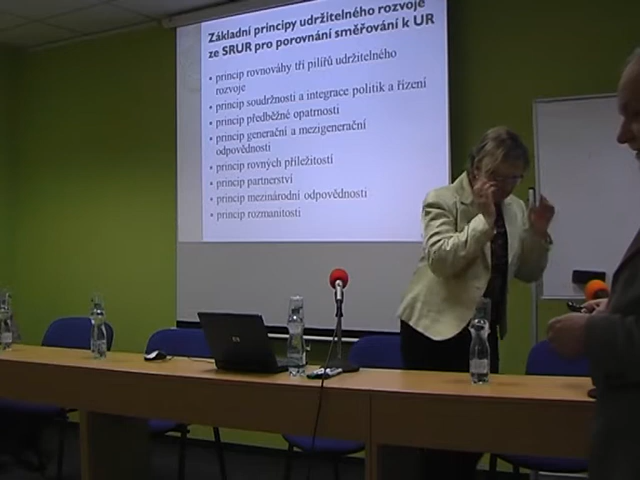 Základní principy udržitelného rozvoje
ze SRUR pro porovnání směřování k UR
• princip rovnováhy tří pilířů udržitelného
rozvoje
• princip soudržnosti a integrace politik a řízení
• princip předběžné opatrnosti
• princip generační a mezigenerační
odpovědnosti
• princip rovných příležitostí
• princip partnerství
• princip mezinárodní odpovědnosti
• princip rozmanitosti
hp